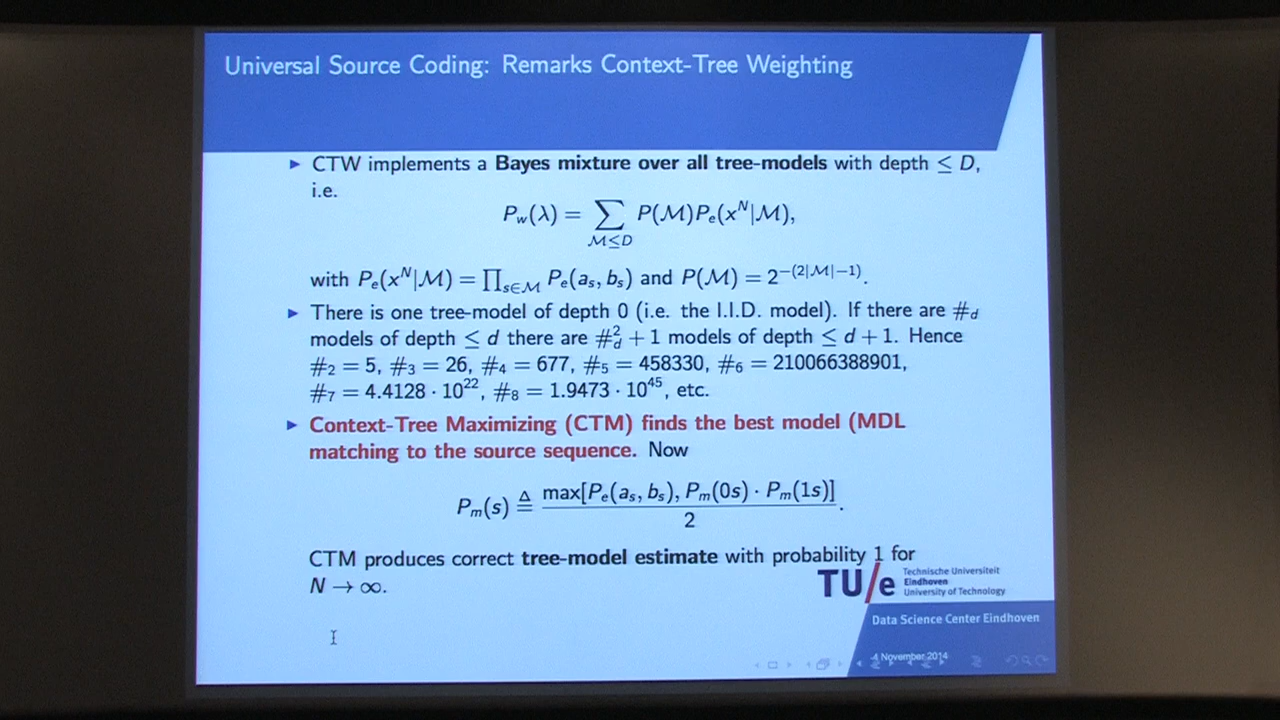 Universal Source Coding: Remarks Context-Tree Weighting
► CTW implements a Bayes mixture over all tree-models with depth ≤ D,
i.e.
P_w(λ) = ∑_{M≤D} P(M)P_e(x^N|M),
with P_e(x^N|M) = ∏_{s∈M} P_e(a_s, b_s) and P(M) = 2^{−(2|M|−1)}.
► There is one tree-model of depth 0 (i.e. the I.I.D. model). If there are #_d
models of depth ≤ d there are #_d^2 + 1 models of depth ≤ d + 1. Hence
#_2 = 5, #_3 = 26, #_4 = 677, #_5 = 458330, #_6 = 210066388901,
#_7 = 4.4128 · 10^22, #_8 = 1.9473 · 10^45, etc.
► Context-Tree Maximizing (CTM) finds the best model (MDL
matching to the source sequence. Now
P_m(s) ≜ max[P_e(a_s, b_s), P_m(0s) · P_m(1s)] / 2.
CTM produces correct tree-model estimate with probability 1 for
N → ∞.
TU/e Technische Universiteit
Eindhoven
University of Technology
Data Science Center Eindhoven
4 November 2014